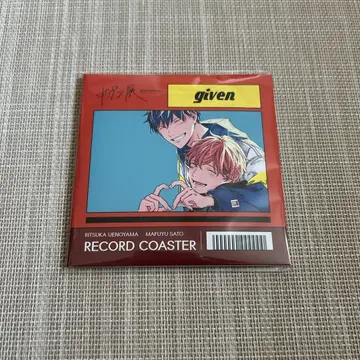 given
RITSUKA UENOYAMA MAFUYU SATO
RECORD COASTER